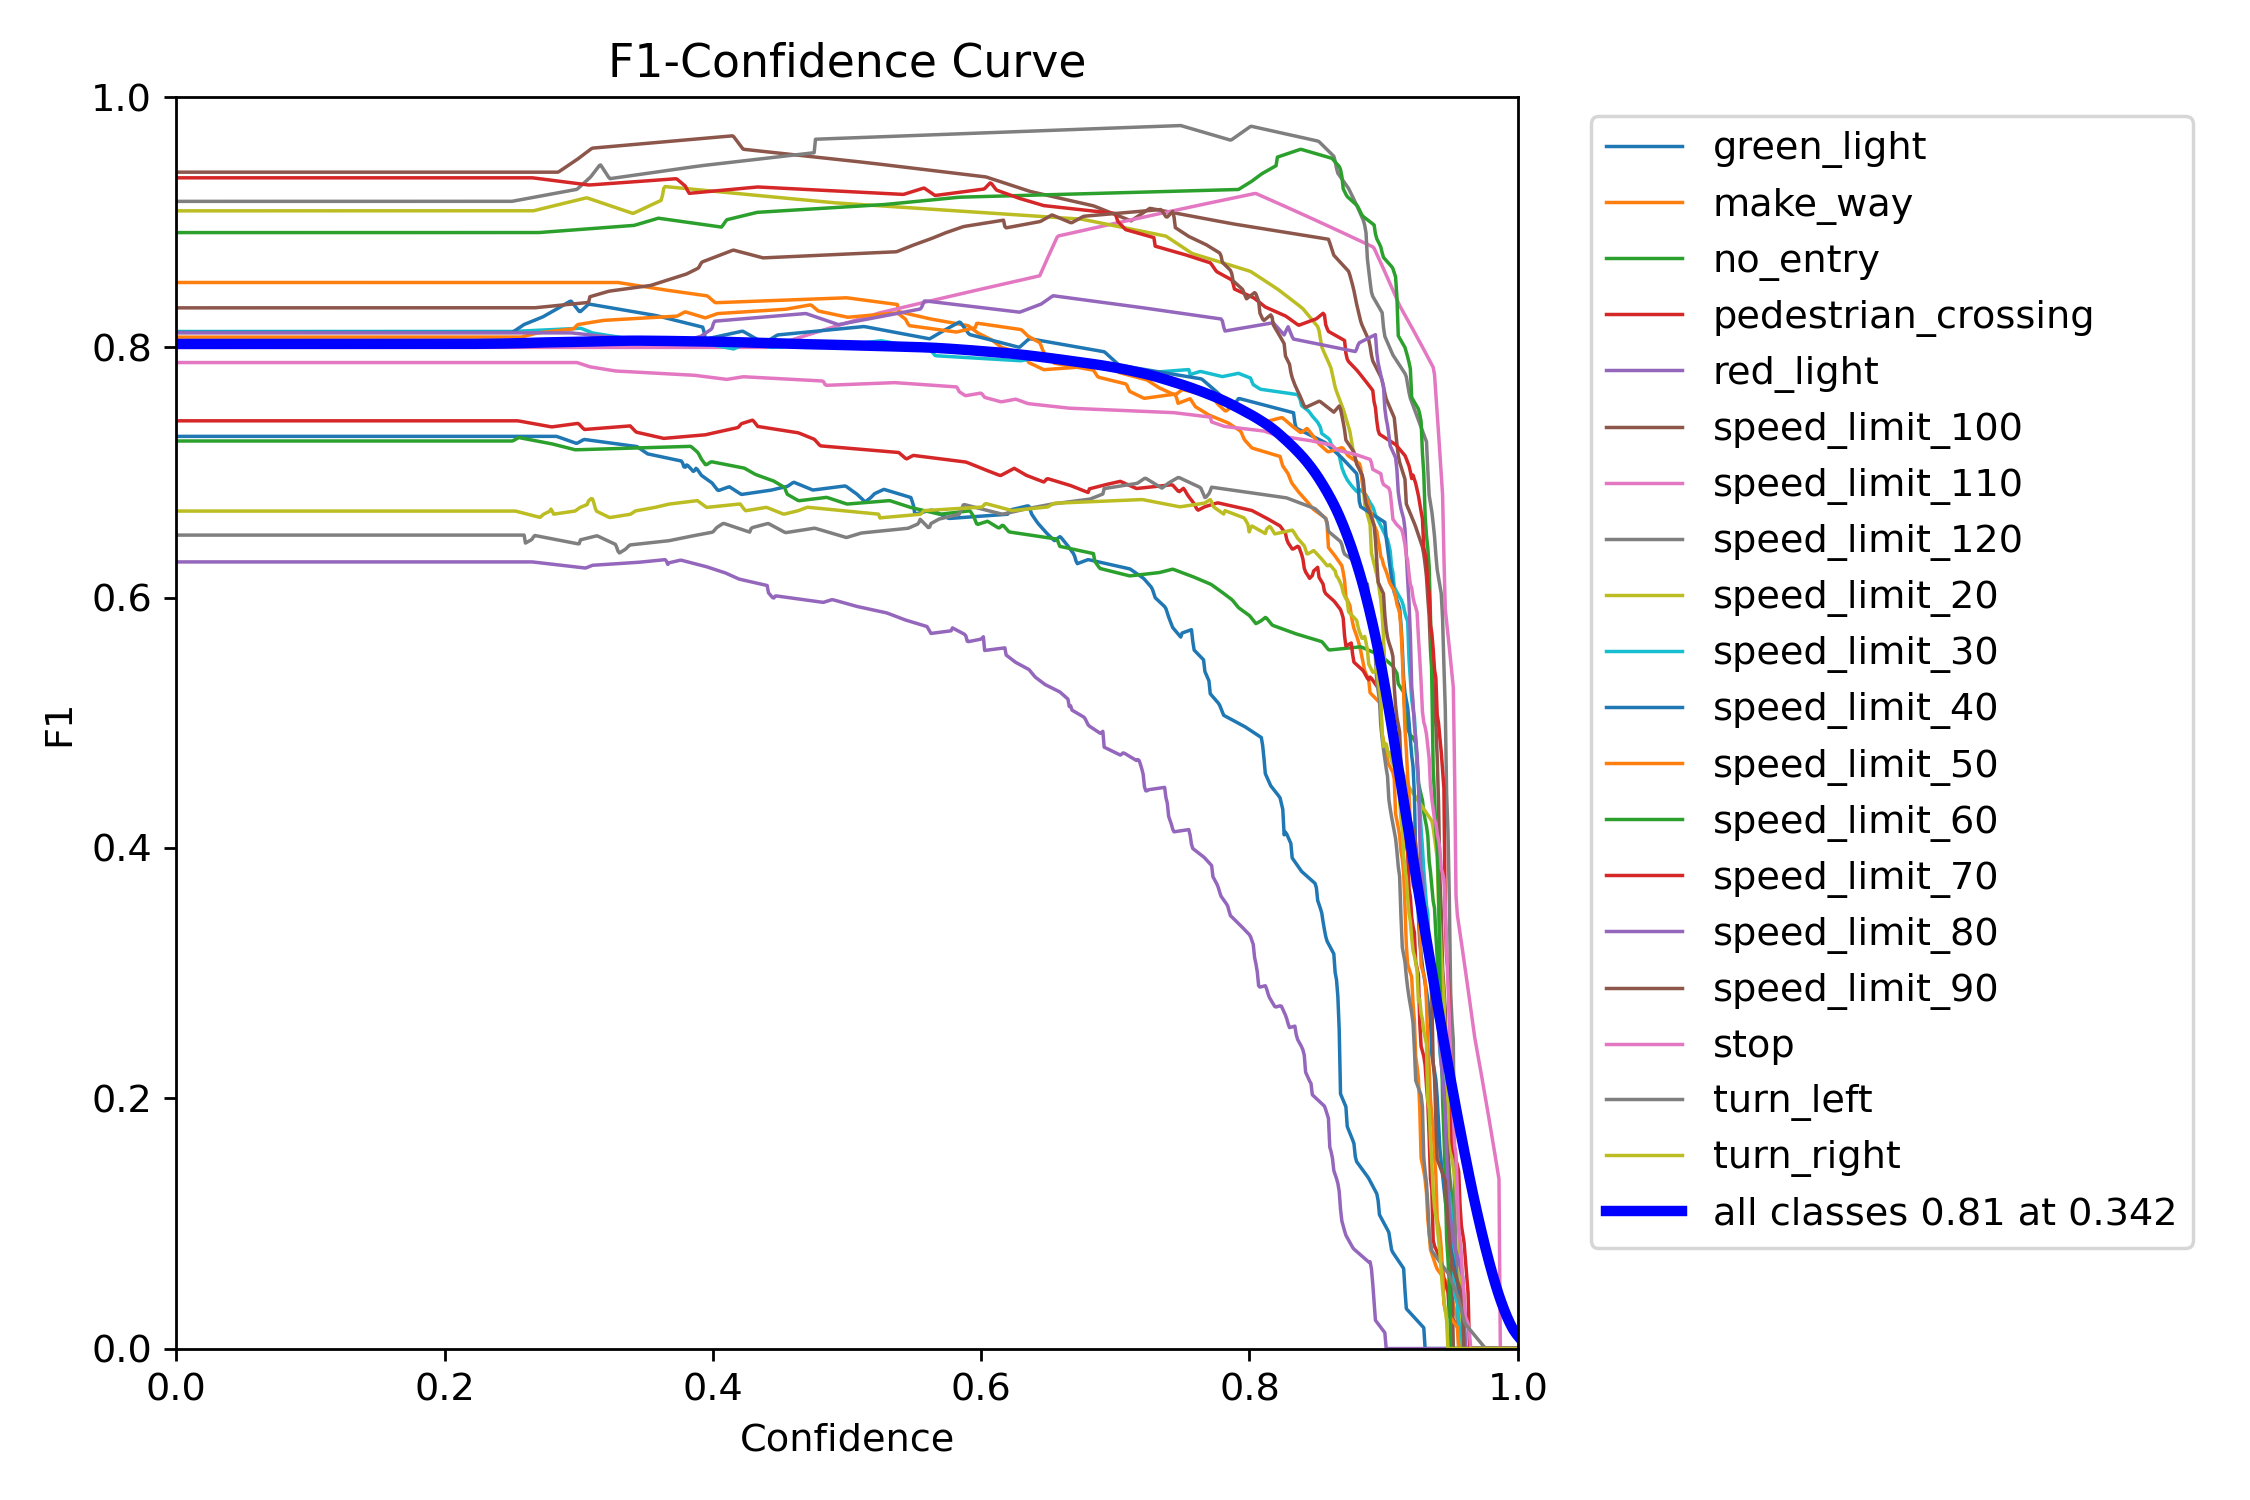 F1-Confidence Curve
1.0
0.8
0.6
0.4
0.2
0.0
F1
0.0 0.2 0.4 0.6 0.8 1.0
Confidence
green_light
make_way
no_entry
pedestrian_crossing
red_light
speed_limit_100
speed_limit_110
speed_limit_120
speed_limit_20
speed_limit_30
speed_limit_40
speed_limit_50
speed_limit_60
speed_limit_70
speed_limit_80
speed_limit_90
stop
turn_left
turn_right
all classes 0.81 at 0.342